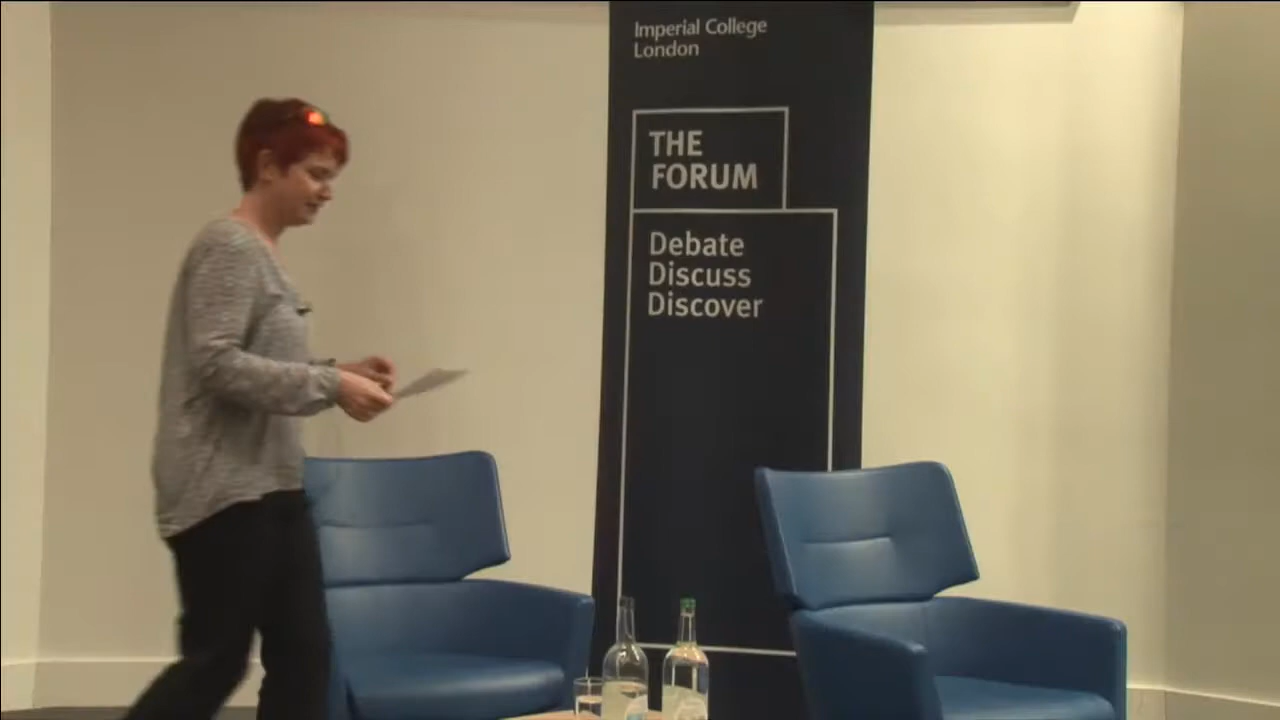 Imperial College
London
THE
FORUM
Debate
Discuss
Discover